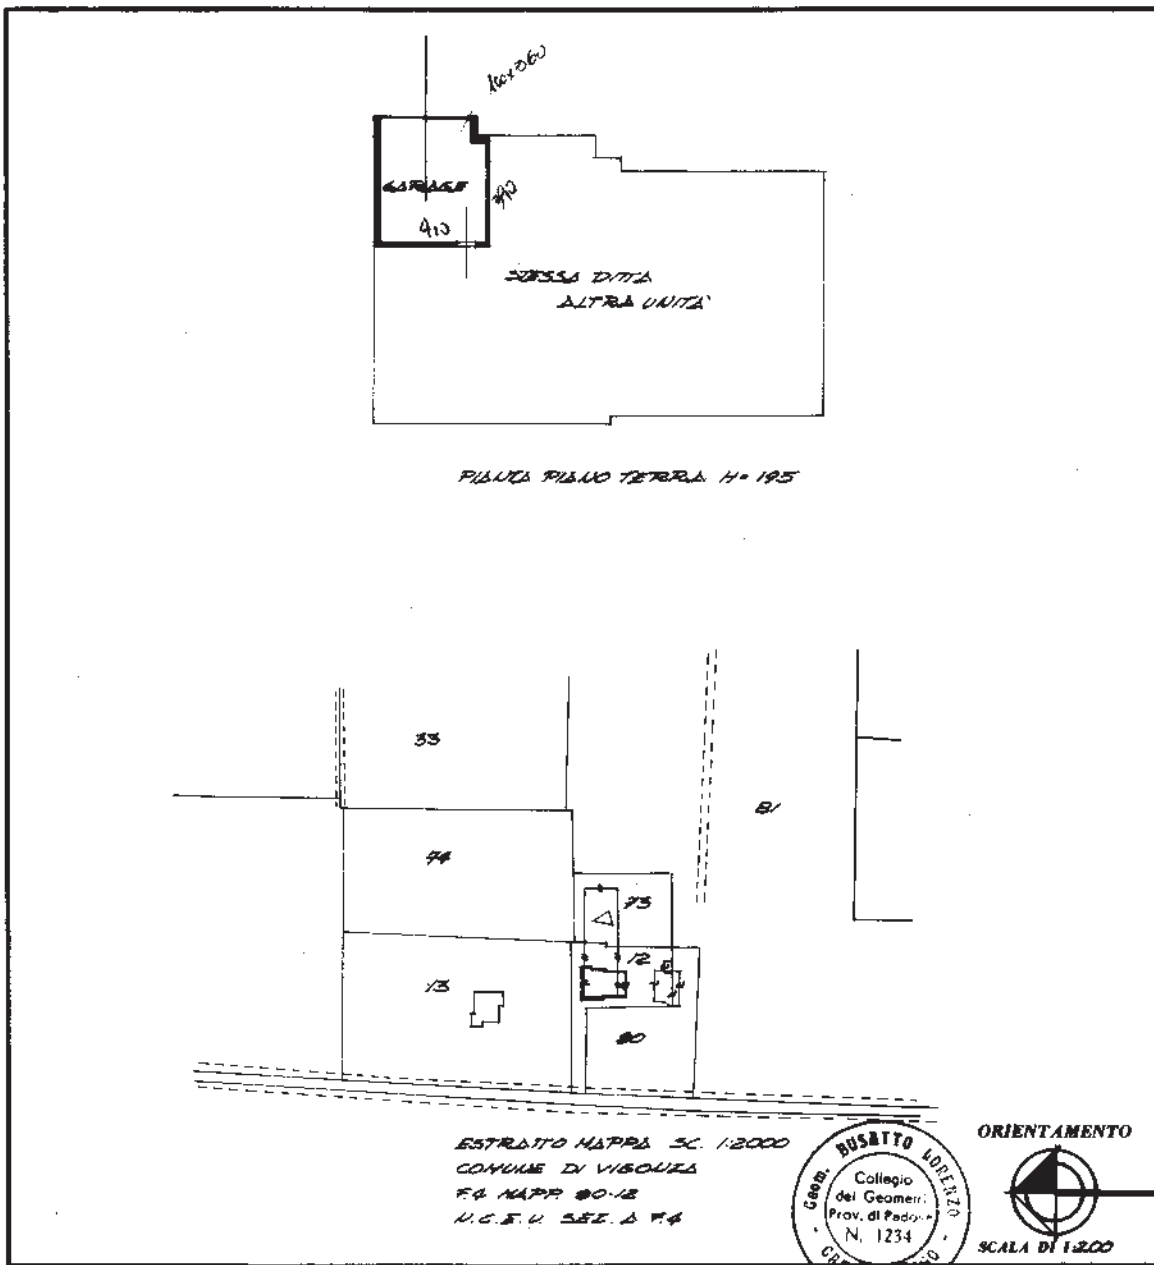 GARAGE
390
410
STESSA DITTA
ALTRA UNITA'
PIANTA PIANO TERRA H= 195
33
81
74
73
12
13
80
ESTRATTO MAPPA SC. 1:2000
COMUNE DI VIGONZA
F.4 MAPP. 80-12
N.C.E.U. SEZ. A F.4
Geom. BUSATTO LORENZO
Collegio
dei Geometri
Prov. di Padova
N. 1234
ORIENTAMENTO
SCALA DI 1:200